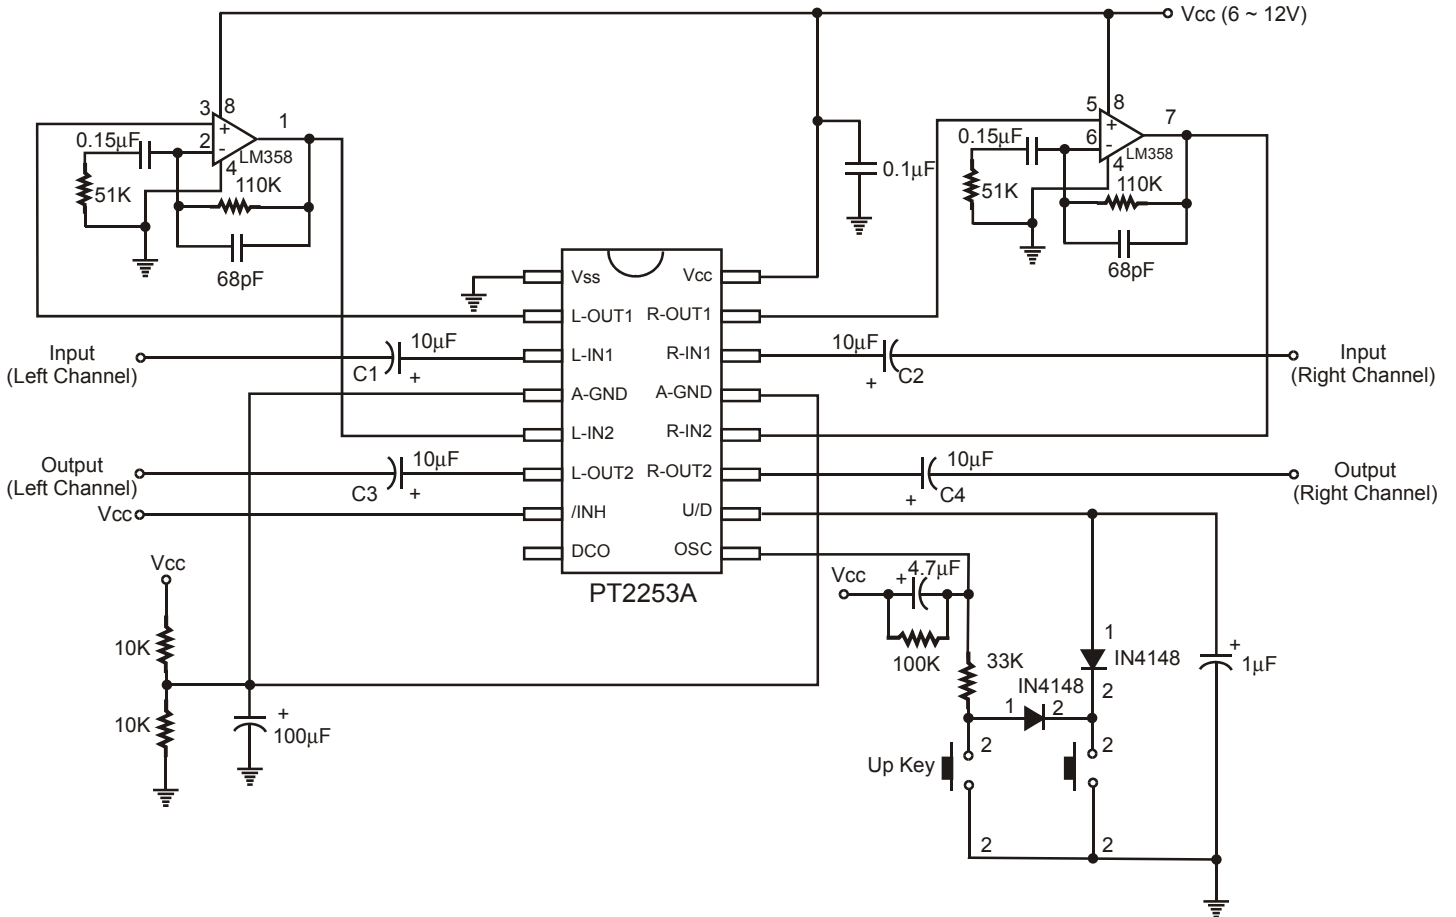 Vcc (6 ~ 12V)
3
8
1
+
2
-
LM358
4
0.15μF
51K
110K
68pF
5
8
7
+
6
-
LM358
4
0.15μF
51K
110K
68pF
0.1μF
Vss
Vcc
L-OUT1
R-OUT1
L-IN1
R-IN1
A-GND
A-GND
L-IN2
R-IN2
L-OUT2
R-OUT2
/INH
U/D
DCO
OSC
PT2253A
Input
(Left Channel)
10μF
C1
+
10μF
+
C2
Input
(Right Channel)
Output
(Left Channel)
10μF
C3
+
10μF
+
C4
Output
(Right Channel)
Vcc
Vcc
10K
10K
+
100μF
Vcc
+
4.7μF
100K
33K
1
IN4148
2
IN4148
1
2
+
1μF
Up Key
2
2
2
2